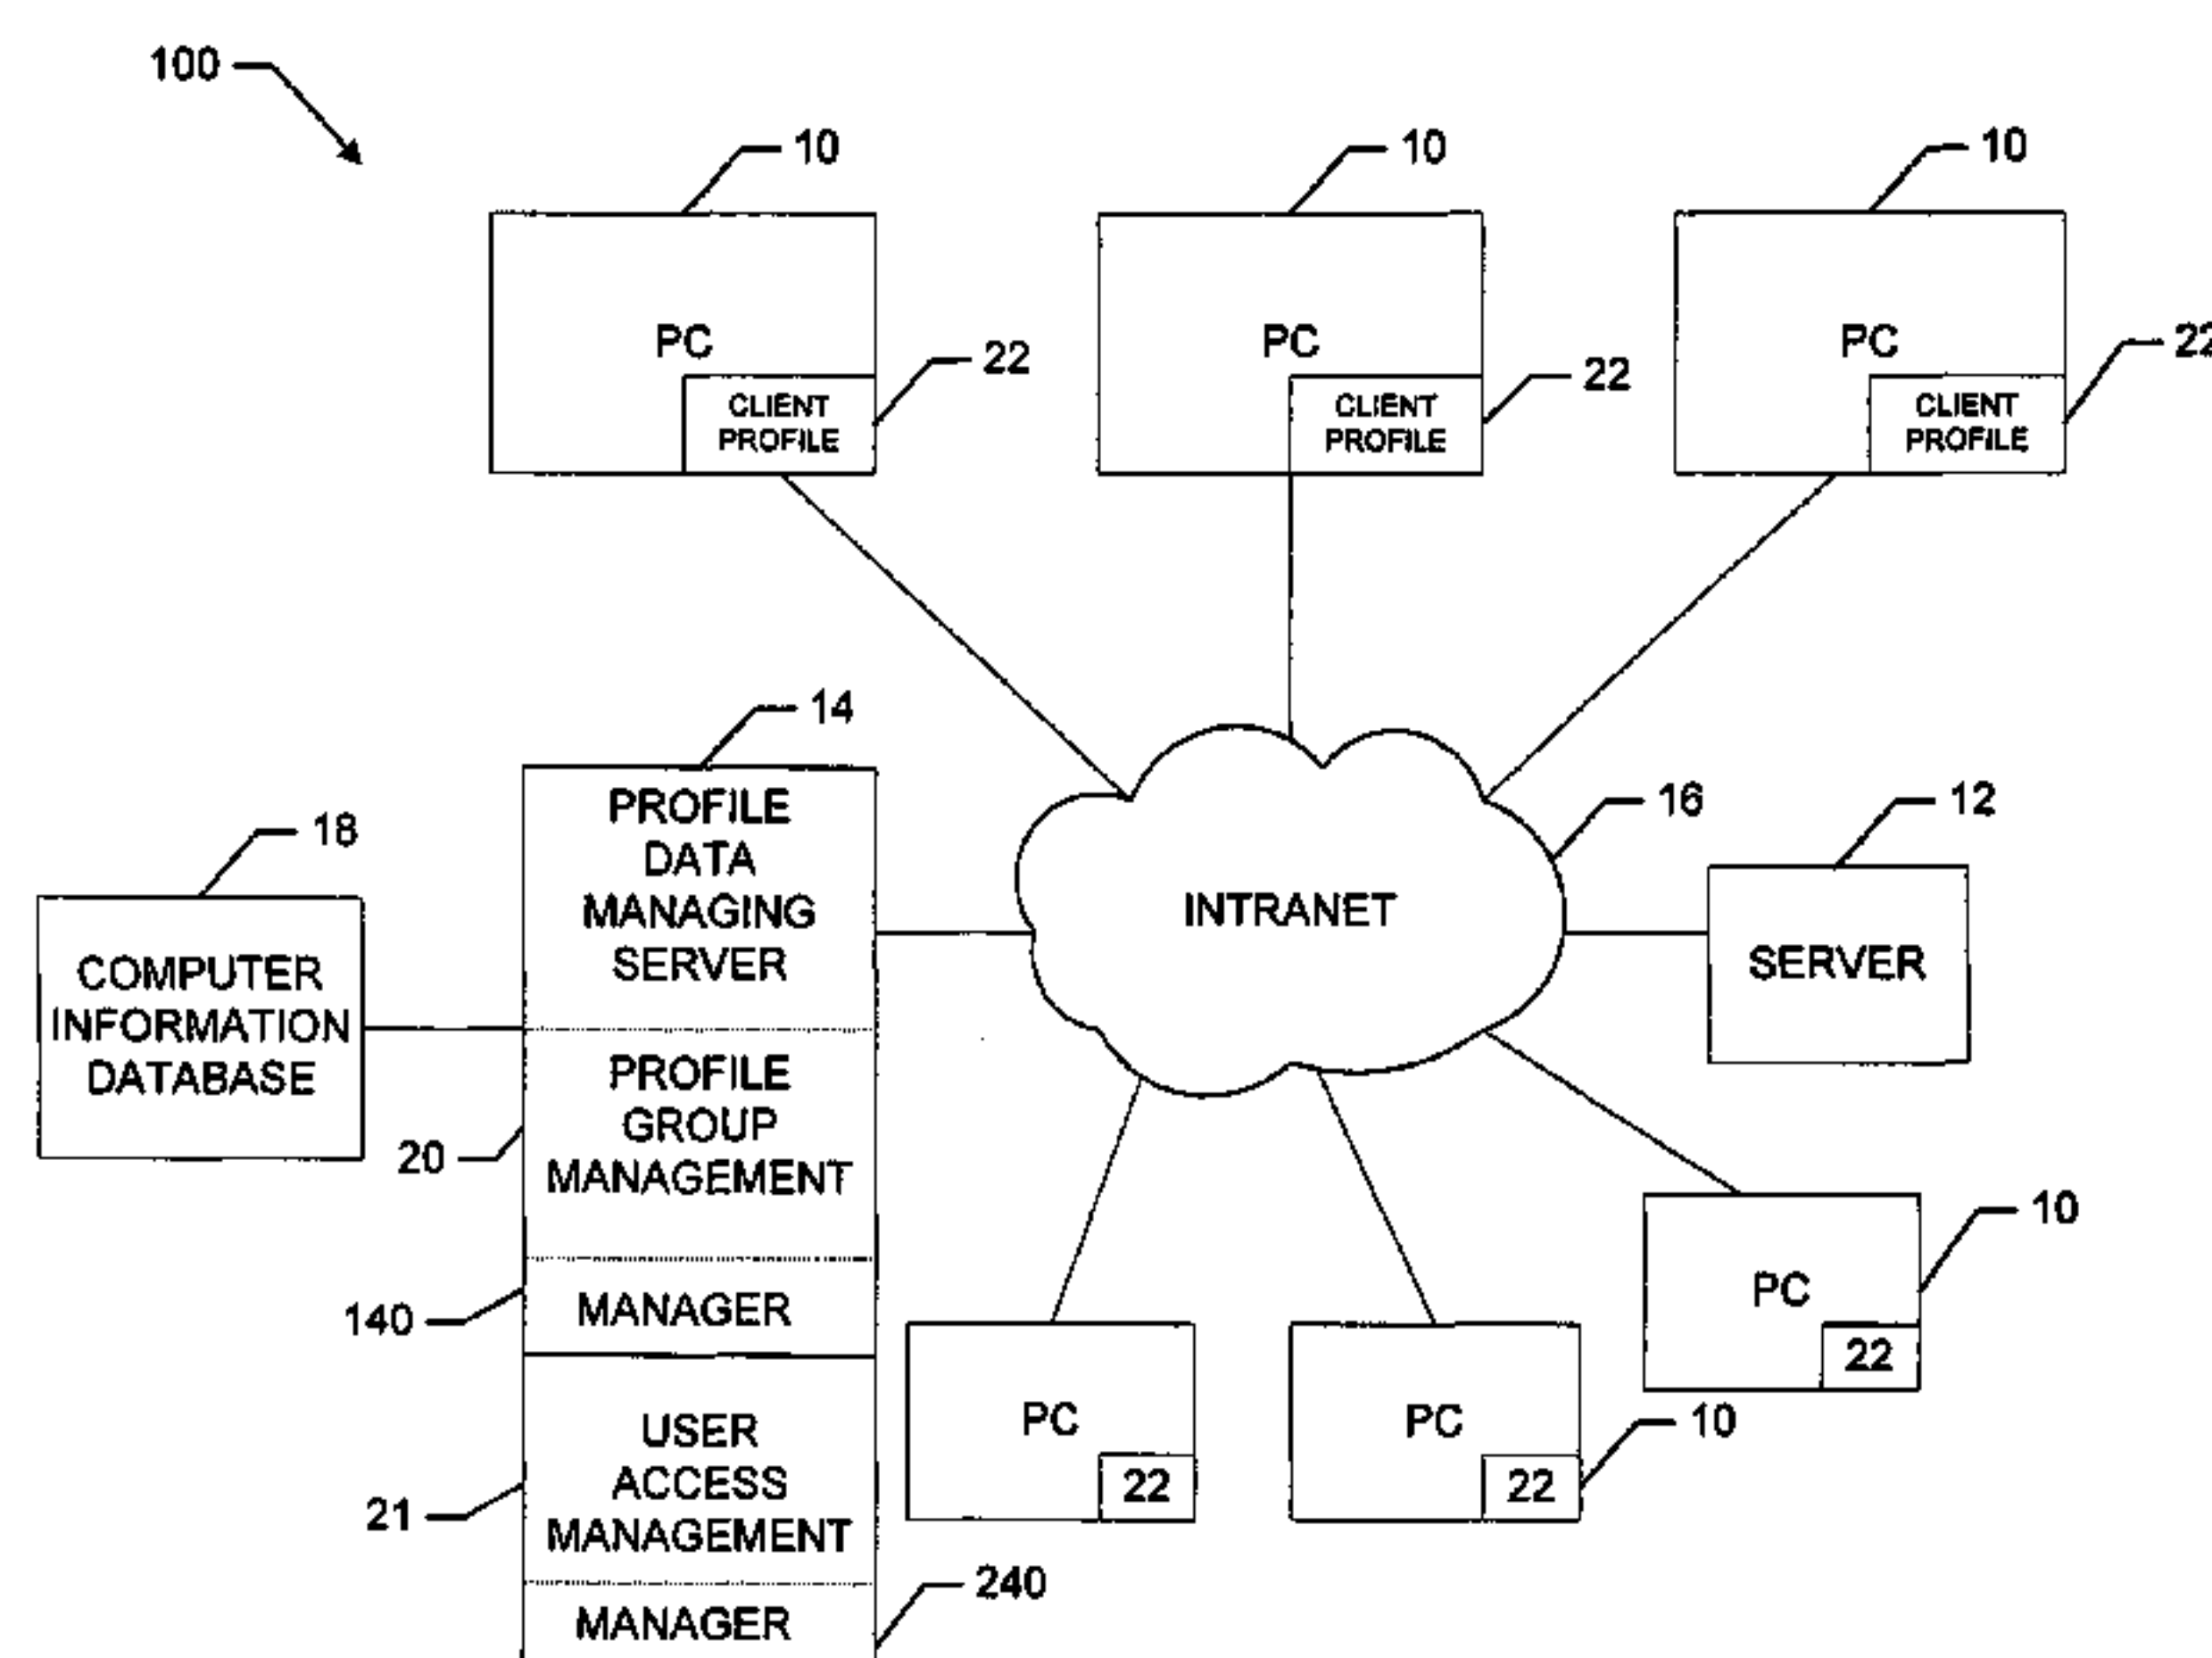 100
10
10
10
PC
PC
PC
22
22
22
CLIENT
PROFILE
CLIENT
PROFILE
CLIENT
PROFILE
14
PROFILE
DATA
MANAGING
SERVER
16
12
18
INTRANET
SERVER
COMPUTER
INFORMATION
DATABASE
PROFILE
GROUP
MANAGEMENT
20
10
PC
22
140
MANAGER
PC
22
PC
22
10
USER
ACCESS
MANAGEMENT
21
240
MANAGER